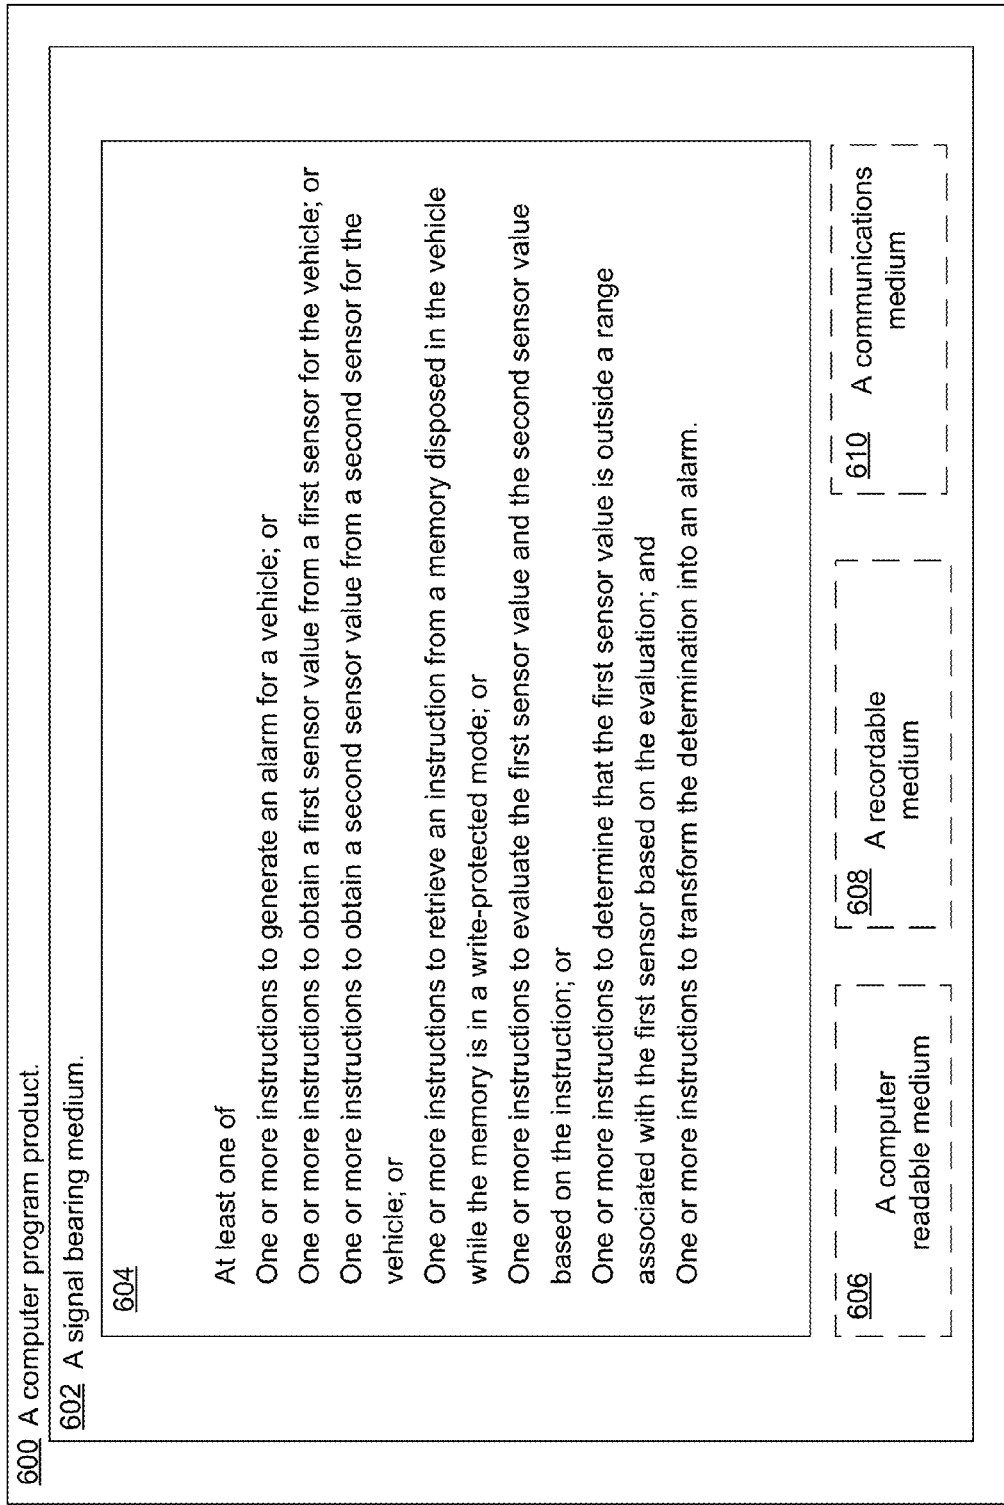 600 A computer program product.
602 A signal bearing medium.
604
At least one of
One or more instructions to generate an alarm for a vehicle; or
One or more instructions to obtain a first sensor value from a first sensor for the vehicle; or
One or more instructions to obtain a second sensor value from a second sensor for the
vehicle; or
One or more instructions to retrieve an instruction from a memory disposed in the vehicle
while the memory is in a write-protected mode; or
One or more instructions to evaluate the first sensor value and the second sensor value
based on the instruction; or
One or more instructions to determine that the first sensor value is outside a range
associated with the first sensor based on the evaluation; and
One or more instructions to transform the determination into an alarm.
606 A computer
readable medium
608 A recordable
medium
610 A communications
medium